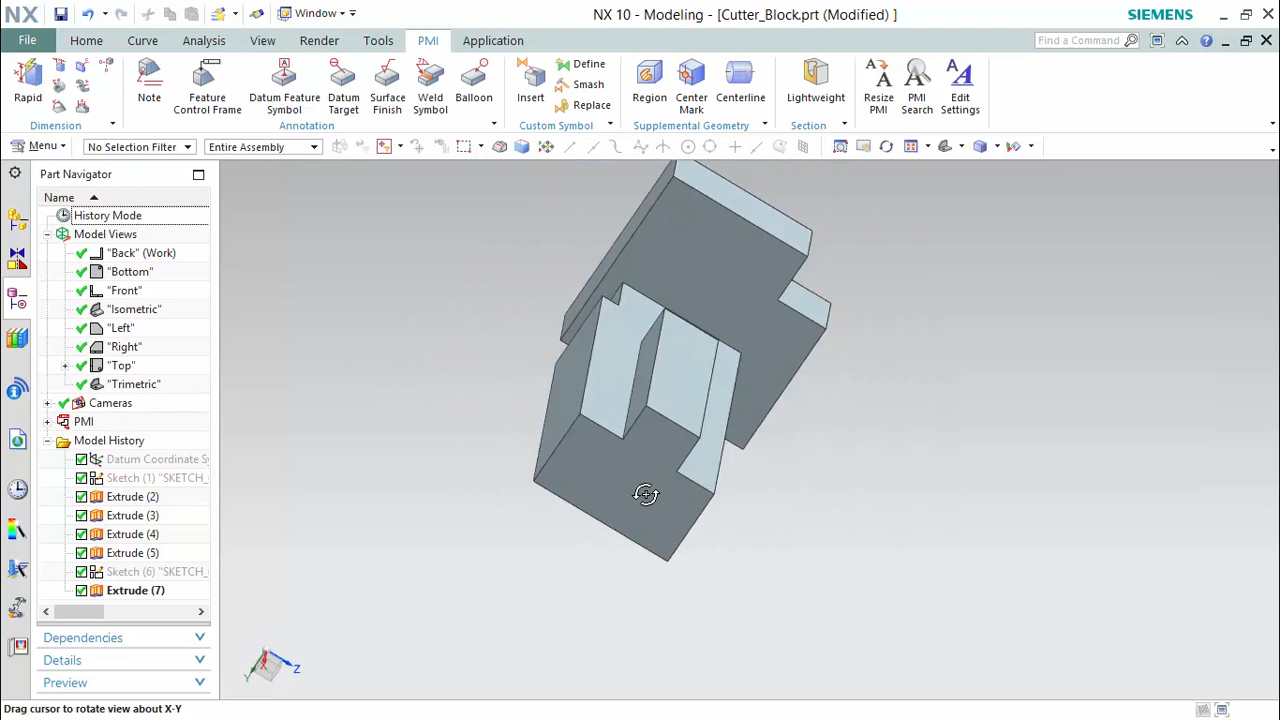 NX
Window
NX 10 - Modeling - [Cutter_Block.prt (Modified) ]
SIEMENS
File
Home
Curve
Analysis
View
Render
Tools
PMI
Application
Find a Command
Rapid
Note
Feature
Control Frame
Datum Feature
Symbol
Datum
Target
Surface
Finish
Weld
Symbol
Balloon
Insert
Define
Smash
Replace
Region
Center
Mark
Centerline
Lightweight
Resize
PMI
PMI
Search
Edit
Settings
Dimension
Annotation
Custom Symbol
Supplemental Geometry
Section
Menu
No Selection Filter
Entire Assembly
Part Navigator
Name
History Mode
Model Views
"Back" (Work)
"Bottom"
"Front"
"Isometric"
"Left"
"Right"
"Top"
"Trimetric"
Cameras
PMI
Model History
Datum Coordinate Sy
Sketch (1) "SKETCH_
Extrude (2)
Extrude (3)
Extrude (4)
Extrude (5)
Sketch (6) "SKETCH_
Extrude (7)
Dependencies
Details
Preview
Y
Z
Drag cursor to rotate view about X-Y